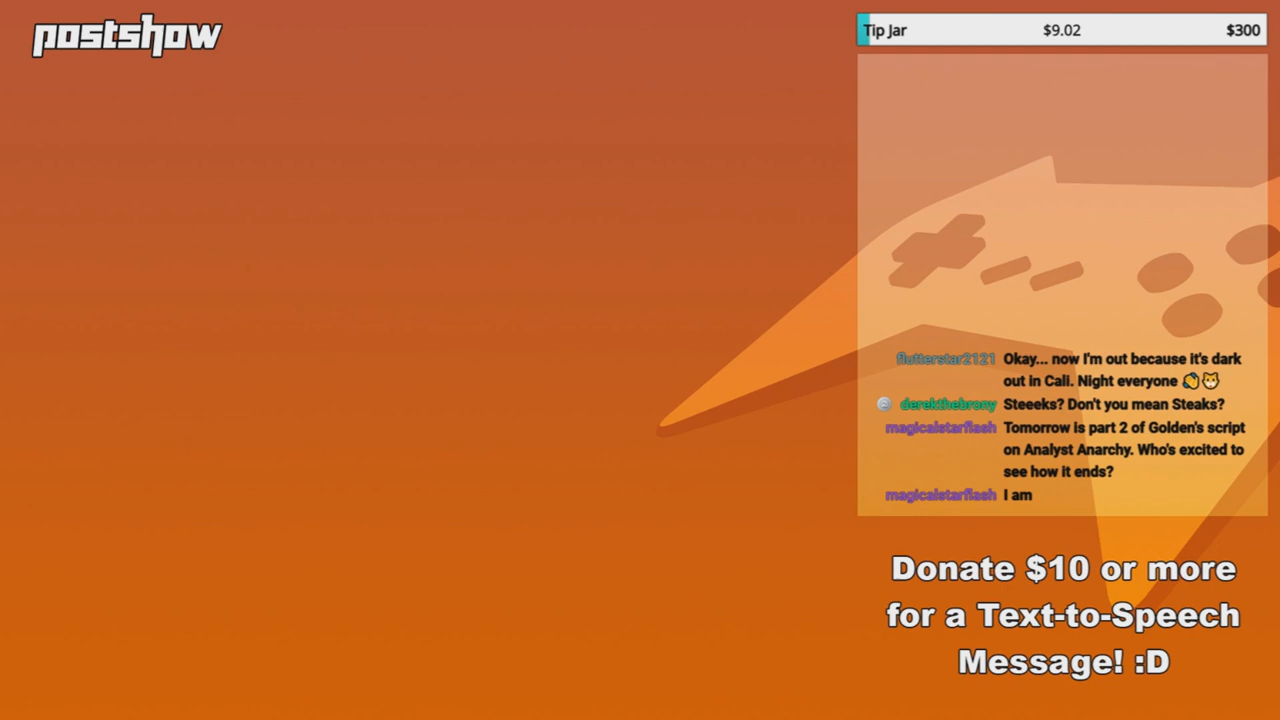 postshow
Tip Jar $9.02 $300
flutterstar2121 Okay... now I'm out because it's dark
out in Cali. Night everyone
derekthebrony Steeeks? Don't you mean Steaks?
magicalstarflash Tomorrow is part 2 of Golden's script
on Analyst Anarchy. Who's excited to
see how it ends?
magicalstarflash I am
Donate $10 or more
for a Text-to-Speech
Message! :D